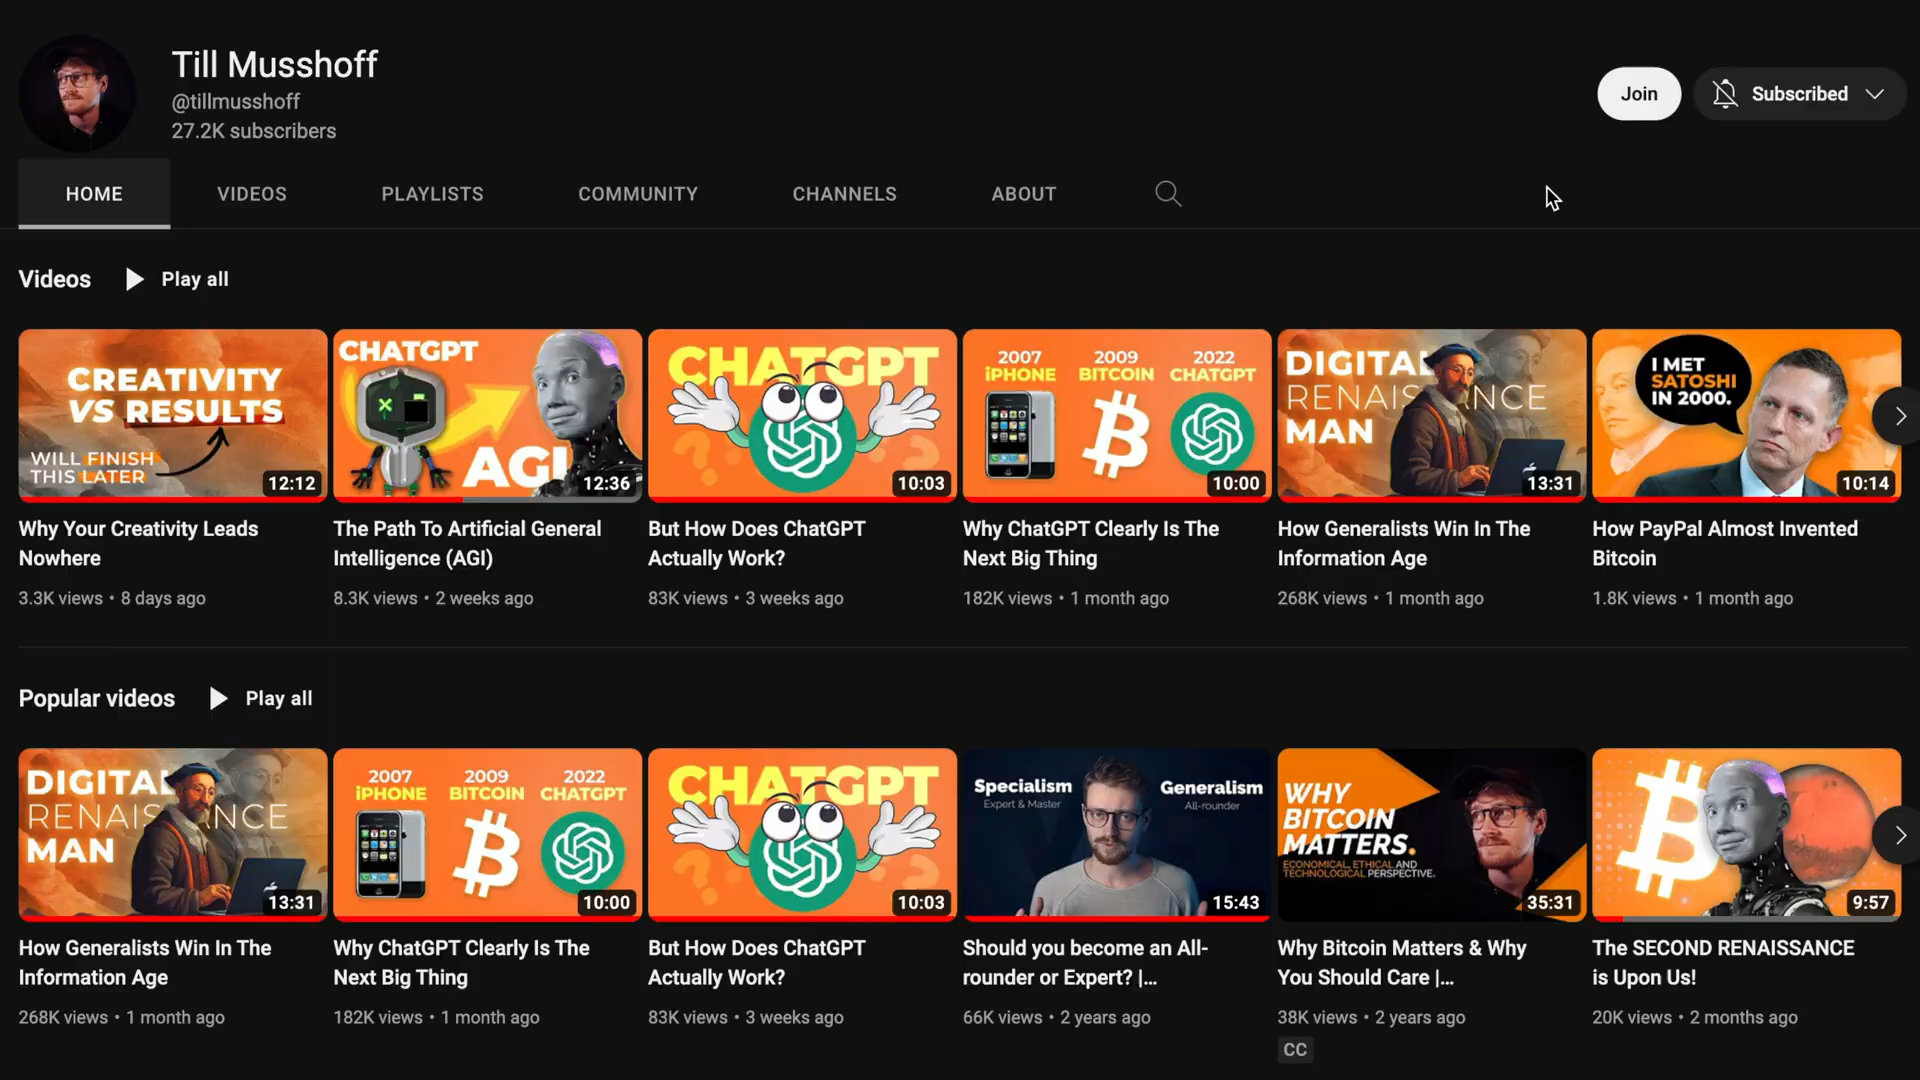 Till Musshoff
@tillmusshoff
27.2K subscribers
Join
Subscribed
HOME
VIDEOS
PLAYLISTS
COMMUNITY
CHANNELS
ABOUT
Videos
Play all
CREATIVITY
VS RESULTS
WILL FINISH
THIS LATER
12:12
CHATGPT
AGI
12:36
CHATGPT
10:03
2007 2009 2022
iPHONE BITCOIN CHATGPT
10:00
DIGITAL
RENAISSANCE
MAN
13:31
I MET
SATOSHI
IN 2000.
10:14
Why Your Creativity Leads
Nowhere
3.3K views • 8 days ago
The Path To Artificial General
Intelligence (AGI)
8.3K views • 2 weeks ago
But How Does ChatGPT
Actually Work?
83K views • 3 weeks ago
Why ChatGPT Clearly Is The
Next Big Thing
182K views • 1 month ago
How Generalists Win In The
Information Age
268K views • 1 month ago
How PayPal Almost Invented
Bitcoin
1.8K views • 1 month ago
Popular videos
Play all
DIGITAL
RENAISSANCE
MAN
13:31
2007 2009 2022
iPHONE BITCOIN CHATGPT
10:00
CHATGPT
10:03
Specialism Generalism
Expert & Master All-rounder
15:43
WHY
BITCOIN
MATTERS.
ECONOMICAL, ETHICAL AND
TECHNOLOGICAL PERSPECTIVE.
35:31
9:57
How Generalists Win In The
Information Age
268K views • 1 month ago
Why ChatGPT Clearly Is The
Next Big Thing
182K views • 1 month ago
But How Does ChatGPT
Actually Work?
83K views • 3 weeks ago
Should you become an All-
rounder or Expert? |...
66K views • 2 years ago
Why Bitcoin Matters & Why
You Should Care |...
38K views • 2 years ago
CC
The SECOND RENAISSANCE
is Upon Us!
20K views • 2 months ago